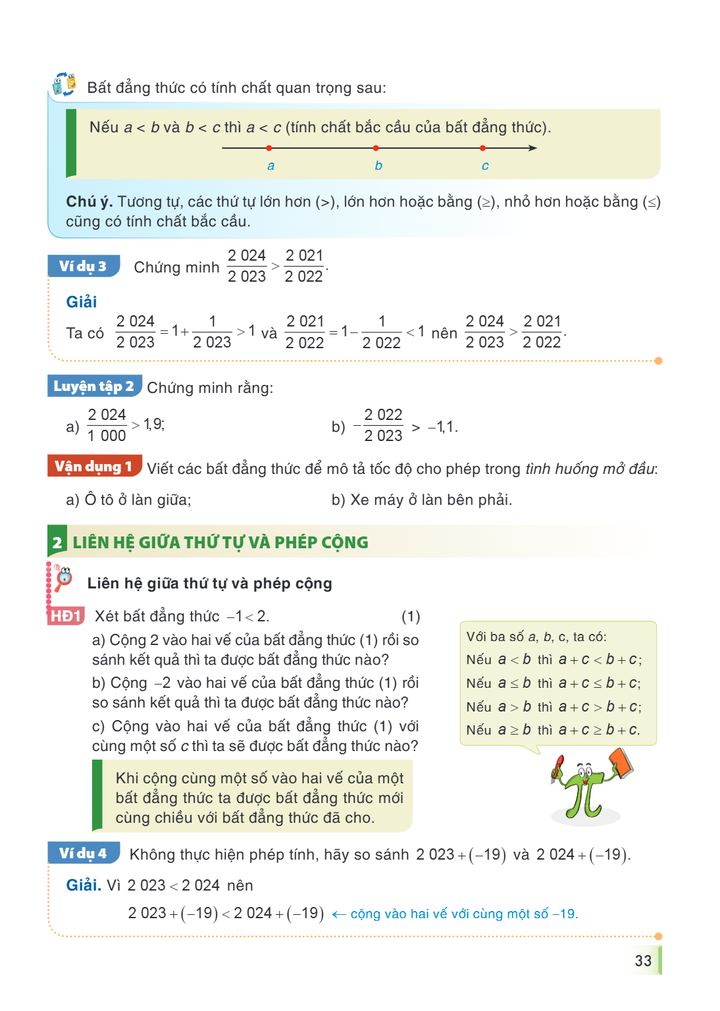 Bất đẳng thức có tính chất quan trọng sau:
Nếu a < b và b < c thì a < c (tính chất bắc cầu của bất đẳng thức).
a b c
Chú ý. Tương tự, các thứ tự lớn hơn (>), lớn hơn hoặc bằng (≥), nhỏ hơn hoặc bằng (≤)
cũng có tính chất bắc cầu.
Ví dụ 3 Chứng minh 2 024/2 023 > 2 021/2 022.
Giải
Ta có 2 024/2 023 = 1 + 1/2 023 > 1 và 2 021/2 022 = 1 − 1/2 022 < 1 nên 2 024/2 023 > 2 021/2 022.
Luyện tập 2 Chứng minh rằng:
a) 2 024/1 000 > 1,9; b) −2 022/2 023 > −1,1.
Vận dụng 1 Viết các bất đẳng thức để mô tả tốc độ cho phép trong tình huống mở đầu:
a) Ô tô ở làn giữa; b) Xe máy ở làn bên phải.
2 LIÊN HỆ GIỮA THỨ TỰ VÀ PHÉP CỘNG
Liên hệ giữa thứ tự và phép cộng
HĐ1 Xét bất đẳng thức −1 < 2. (1)
a) Cộng 2 vào hai vế của bất đẳng thức (1) rồi so
sánh kết quả thì ta được bất đẳng thức nào?
b) Cộng −2 vào hai vế của bất đẳng thức (1) rồi
so sánh kết quả thì ta được bất đẳng thức nào?
c) Cộng vào hai vế của bất đẳng thức (1) với
cùng một số c thì ta sẽ được bất đẳng thức nào?
Với ba số a, b, c, ta có:
Nếu a < b thì a + c < b + c;
Nếu a ≤ b thì a + c ≤ b + c;
Nếu a > b thì a + c > b + c;
Nếu a ≥ b thì a + c ≥ b + c.
Khi cộng cùng một số vào hai vế của một
bất đẳng thức ta được bất đẳng thức mới
cùng chiều với bất đẳng thức đã cho.
Ví dụ 4 Không thực hiện phép tính, hãy so sánh 2 023 + (−19) và 2 024 + (−19).
Giải. Vì 2 023 < 2 024 nên
2 023 + (−19) < 2 024 + (−19) ← cộng vào hai vế với cùng một số −19.
33